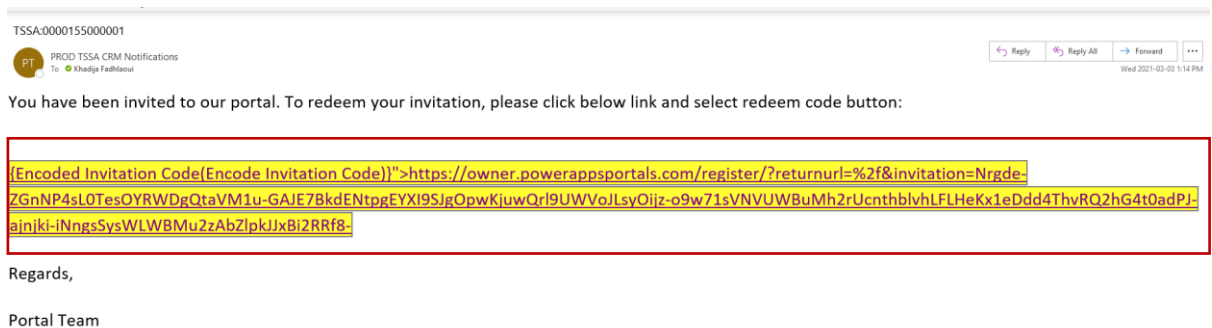 TSSA:0000155000001
PT
PROD TSSA CRM Notifications
To Khadija Fadhlaoui
Reply Reply All Forward ...
Wed 2021-03-03 1:14 PM
You have been invited to our portal. To redeem your invitation, please click below link and select redeem code button:
{Encoded Invitation Code(Encode Invitation Code)}">https://owner.powerappsportals.com/register/?returnurl=%2f&invitation=Nrgde-
ZGnNP4sL0TesOYRWDgQtaVM1u-GAJE7BkdENtpgEYXI9SJgOpwKjuwQrl9UWVoJLsyOijz-o9w71sVNVUWBuMh2rUcnthblvhLFLHeKx1eDdd4ThvRQ2hG4t0adPJ-
ajnjki-iNngsSysWLWBMu2zAbZlpkJJxBi2RRf8-
Regards,
Portal Team